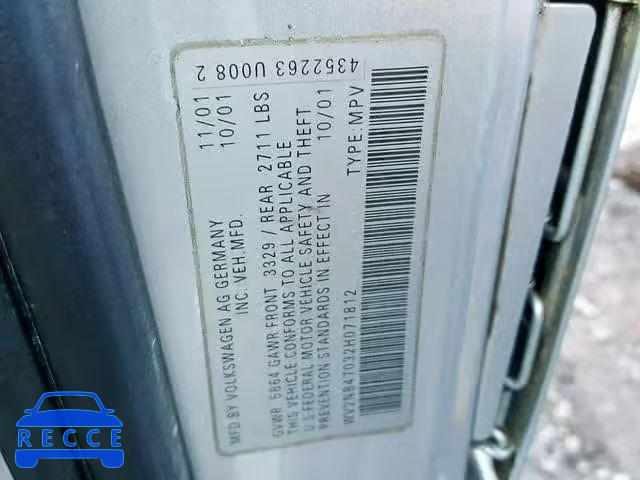 4352263 U008 2
MFD BY VOLKSWAGEN AG GERMANY 11/01
INC. VEH.MFD. 10/01
GVWR 5864 GAWR-FRONT 3329 / REAR 2711 LBS
THIS VEHICLE CONFORMS TO ALL APPLICABLE
U S-FEDERAL MOTOR VEHICLE SAFETY AND THEFT
PREVENTION STANDARDS IN EFFECT IN 10/01
WV2NB47032H071812 TYPE: MPV
RECCE